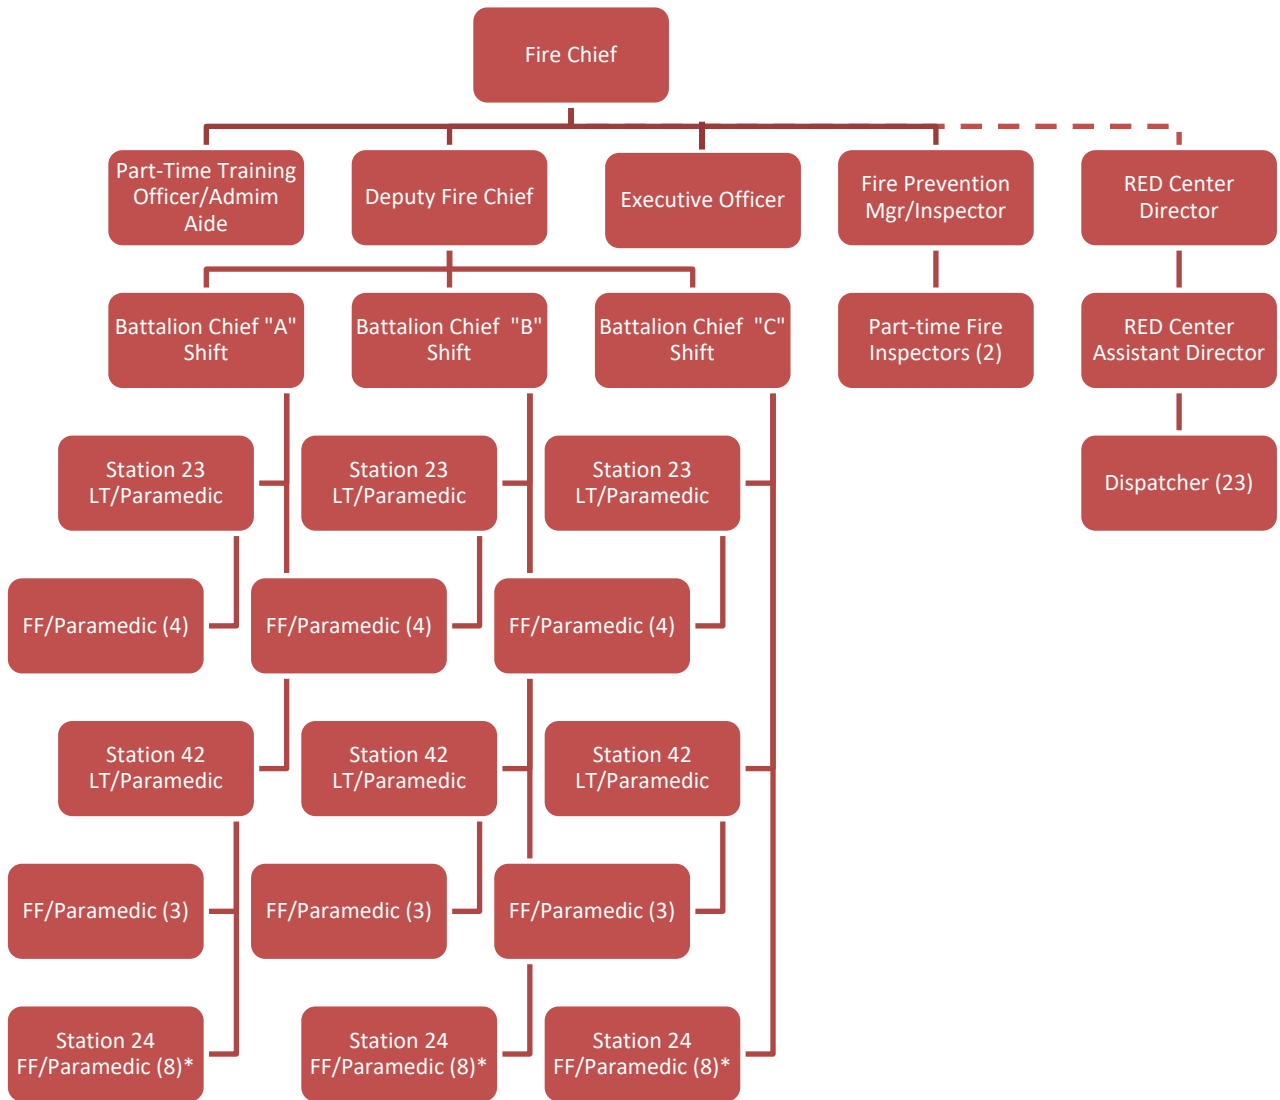 Fire Chief
Part-Time Training
Officer/Admim
Aide
Deputy Fire Chief
Executive Officer
Fire Prevention
Mgr/Inspector
RED Center
Director
Battalion Chief "A"
Shift
Battalion Chief "B"
Shift
Battalion Chief "C"
Shift
Part-time Fire
Inspectors (2)
RED Center
Assistant Director
Station 23
LT/Paramedic
Station 23
LT/Paramedic
Station 23
LT/Paramedic
Dispatcher (23)
FF/Paramedic (4)
FF/Paramedic (4)
FF/Paramedic (4)
Station 42
LT/Paramedic
Station 42
LT/Paramedic
Station 42
LT/Paramedic
FF/Paramedic (3)
FF/Paramedic (3)
FF/Paramedic (3)
Station 24
FF/Paramedic (8)*
Station 24
FF/Paramedic (8)*
Station 24
FF/Paramedic (8)*